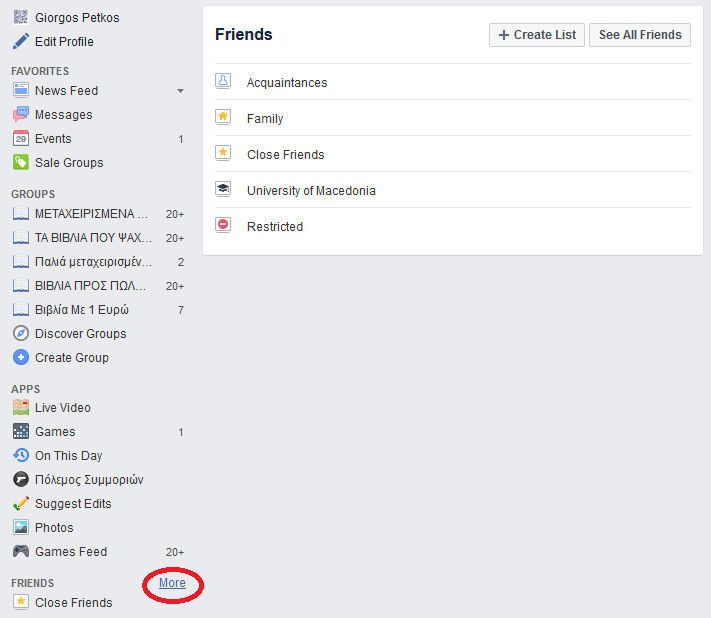 Giorgos Petkos
Edit Profile
FAVORITES
News Feed
Messages
29 Events 1
Sale Groups
GROUPS
ΜΕΤΑΧΕΙΡΙΣΜΕΝΑ ... 20+
ΤΑ ΒΙΒΛΙΑ ΠΟΥ ΨΑΧ... 20+
Παλιά μεταχειρισμέν... 2
ΒΙΒΛΙΑ ΠΡΟΣ ΠΩΛ... 20+
Βιβλία Με 1 Ευρώ 7
Discover Groups
Create Group
APPS
Live Video
Games 1
On This Day
Πόλεμος Συμμοριών
Suggest Edits
Photos
Games Feed 20+
FRIENDS More
Close Friends
Friends
+ Create List
See All Friends
Acquaintances
Family
Close Friends
University of Macedonia
Restricted